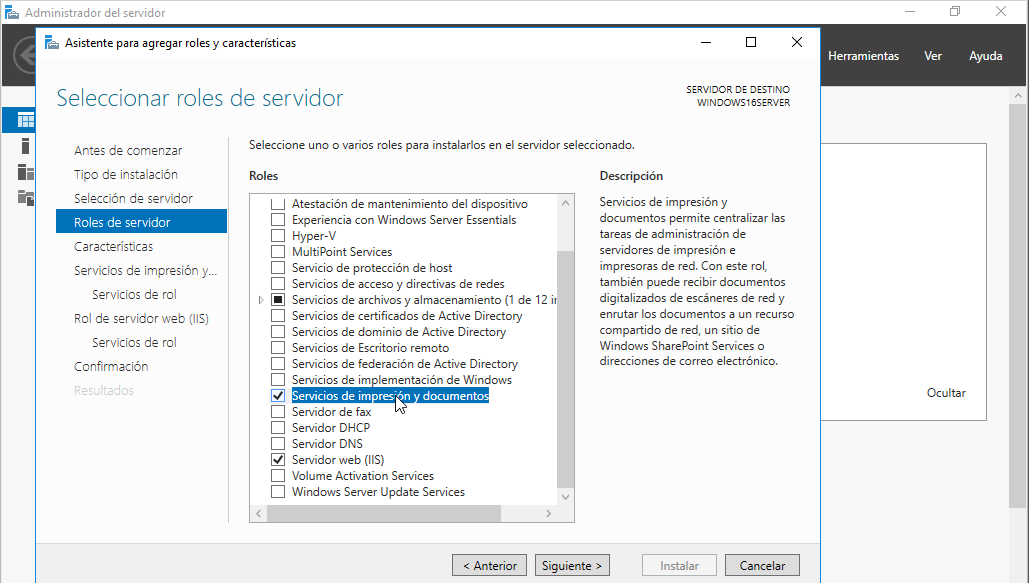 Administrador del servidor
Asistente para agregar roles y características
Herramientas
Ver
Ayuda
Seleccionar roles de servidor
SERVIDOR DE DESTINO
WINDOWS16SERVER
Antes de comenzar
Tipo de instalación
Selección de servidor
Roles de servidor
Características
Servicios de impresión y...
Servicios de rol
Rol de servidor web (IIS)
Servicios de rol
Confirmación
Resultados
Seleccione uno o varios roles para instalarlos en el servidor seleccionado.
Roles
Atestación de mantenimiento del dispositivo
Experiencia con Windows Server Essentials
Hyper-V
MultiPoint Services
Servicio de protección de host
Servicios de acceso y directivas de redes
Servicios de archivos y almacenamiento (1 de 12 in
Servicios de certificados de Active Directory
Servicios de dominio de Active Directory
Servicios de Escritorio remoto
Servicios de federación de Active Directory
Servicios de implementación de Windows
Servicios de impresión y documentos
Servidor de fax
Servidor DHCP
Servidor DNS
Servidor web (IIS)
Volume Activation Services
Windows Server Update Services
Descripción
Servicios de impresión y
documentos permite centralizar las
tareas de administración de
servidores de impresión e
impresoras de red. Con este rol,
también puede recibir documentos
digitalizados de escáneres de red y
enrutar los documentos a un recurso
compartido de red, un sitio de
Windows SharePoint Services o
direcciones de correo electrónico.
Ocultar
< Anterior
Siguiente >
Instalar
Cancelar